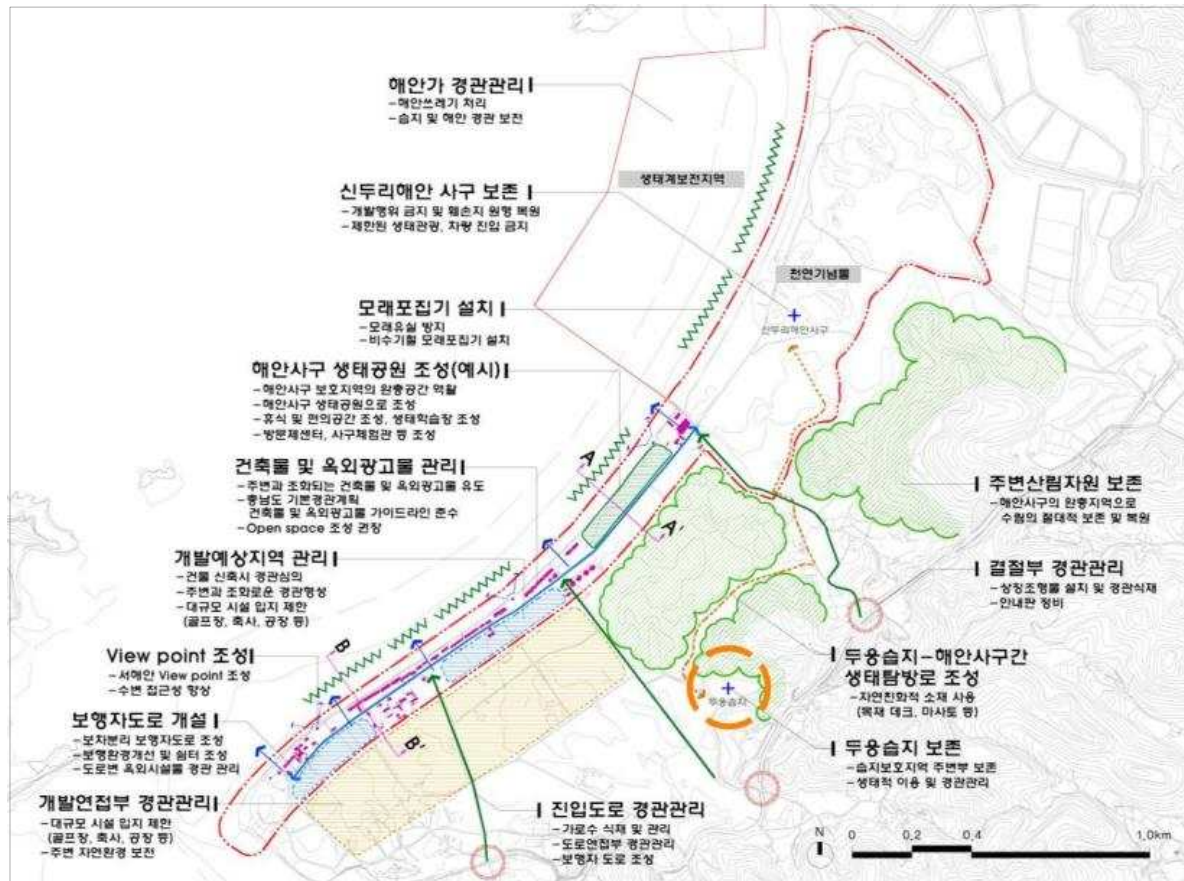 해안가 경관관리
-해안쓰레기 처리
-습지 및 해안 경관 보전
생태계보전지역
신두리해안 사구 보존
-개발행위 금지 및 훼손지 원형 복원
-제한된 생태관광, 차량 진입 금지
천연기념물
신두리해안사구
모래포집기 설치
-모래유실 방지
-비수기철 모래포집기 설치
해안사구 생태공원 조성(예시)
-해안사구 보호지역의 완충공간 역할
-해안사구 생태공원으로 조성
-휴식 및 편의공간 조성, 생태학습장 조성
-방문제센터, 사구체험관 등 조성
건축물 및 옥외광고물 관리
-주변과 조화되는 건축물 및 옥외광고물 유도
-충남도 기본경관계획
건축물 및 옥외광고물 가이드라인 준수
-Open space 조성 권장
A
A'
주변산림자원 보존
-해안사구의 완충지역으로
수림의 절대적 보존 및 복원
개발예상지역 관리
-건물 신축시 경관심의
-주변과 조화로운 경관형성
-대규모 시설 입지 제한
(골프장, 축사, 공장 등)
결절부 경관관리
-상징조형물 설치 및 경관식재
-안내판 정비
B
B'
View point 조성
-서해안 View point 조성
-수변 접근성 향상
두웅습지-해안사구간
생태탐방로 조성
-자연친화적 소재 사용
(목재 데크, 마사토 등)
두웅습지
보행자도로 개설
-보차분리 보행자도로 조성
-보행환경개선 및 쉼터 조성
-도로변 옥외시설물 경관 관리
두웅습지 보존
-습지보호지역 주변부 보존
-생태적 이용 및 경관관리
개발연접부 경관관리
-대규모 시설 입지 제한
(골프장, 축사, 공장 등)
-주변 자연환경 보전
진입도로 경관관리
-가로수 식재 및 관리
-도로연접부 경관관리
-보행자 도로 조성
N
0 0.2 0.4 1.0km